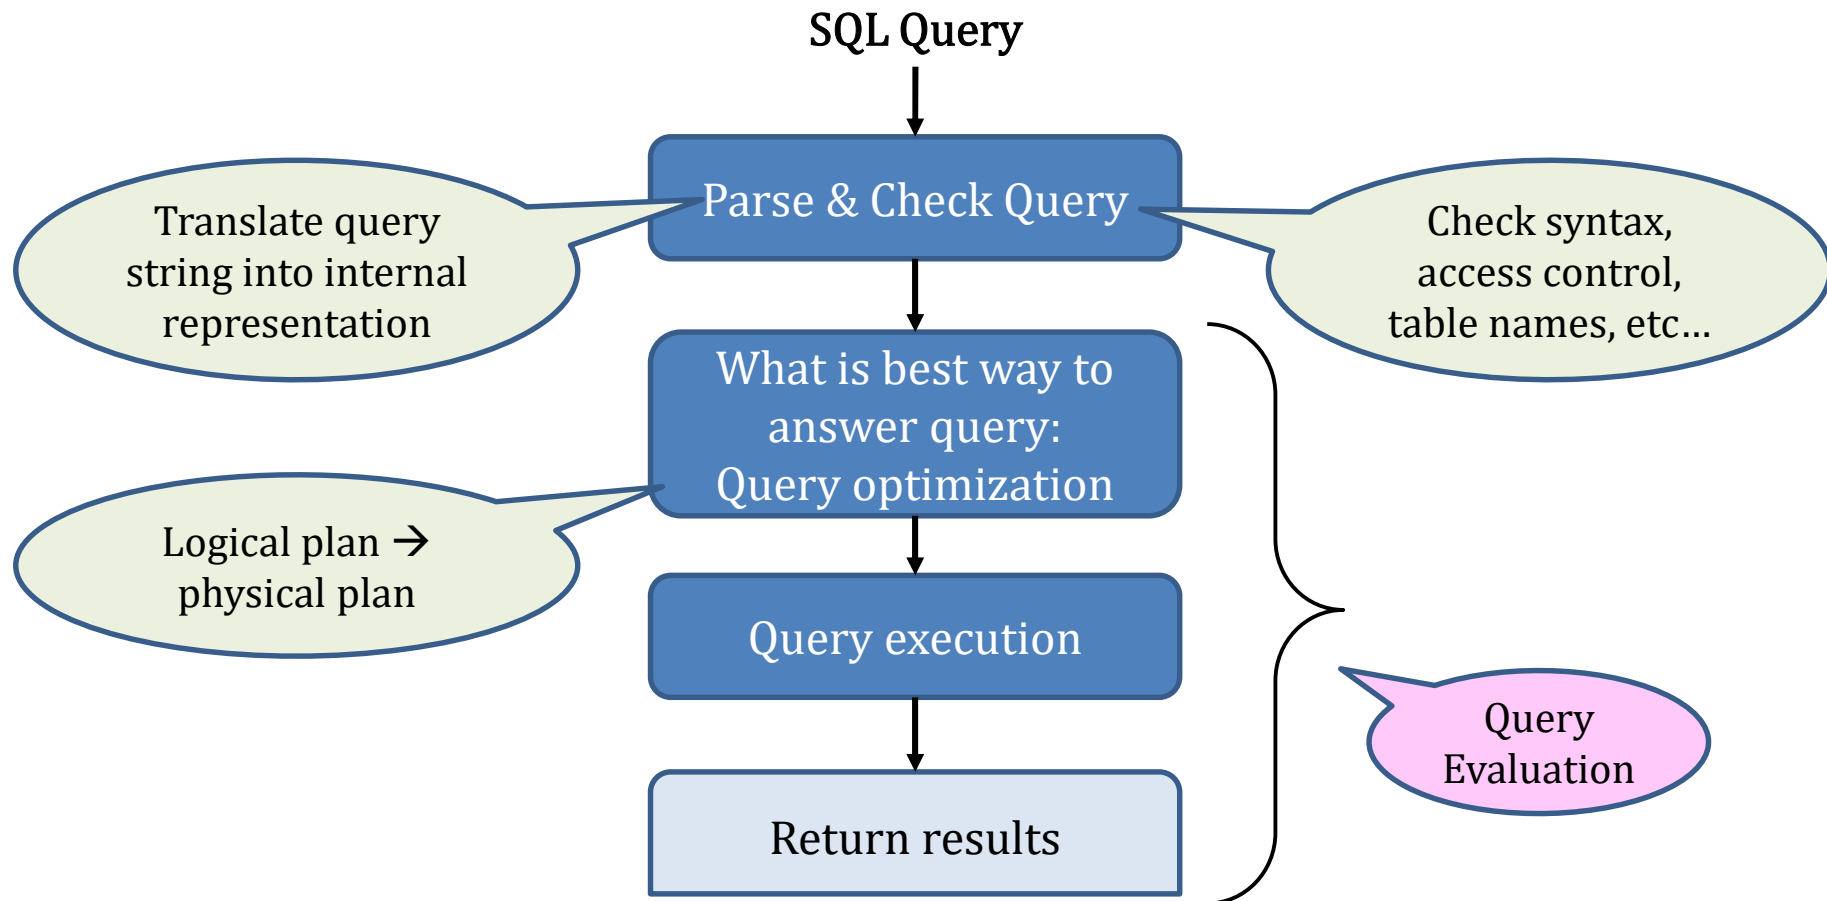 SQL Query
Parse & Check Query
Translate query
string into internal
representation
Check syntax,
access control,
table names, etc…
What is best way to
answer query:
Query optimization
Logical plan →
physical plan
Query execution
Query
Evaluation
Return results